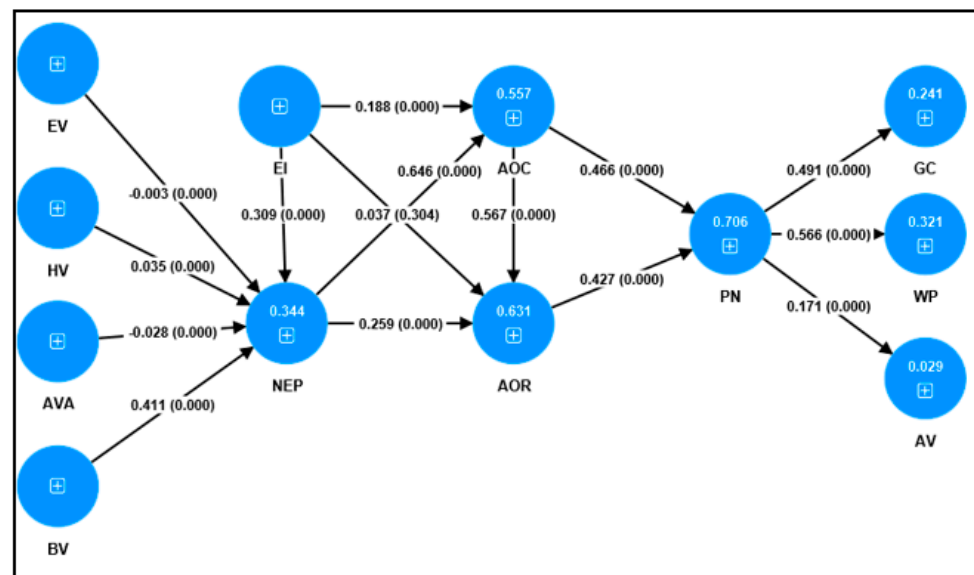 EV
HV
AVA
BV
-0.003 (0.000)
0.035 (0.000)
-0.028 (0.000)
0.411 (0.000)
EI
0.309 (0.000)
0.344
NEP
0.188 (0.000)
0.646 (0.000)
0.037 (0.304)
0.259 (0.000)
0.557
AOC
0.567 (0.000)
0.631
AOR
0.466 (0.000)
0.427 (0.000)
0.706
PN
0.491 (0.000)
0.566 (0.000)
0.171 (0.000)
0.241
GC
0.321
WP
0.029
AV